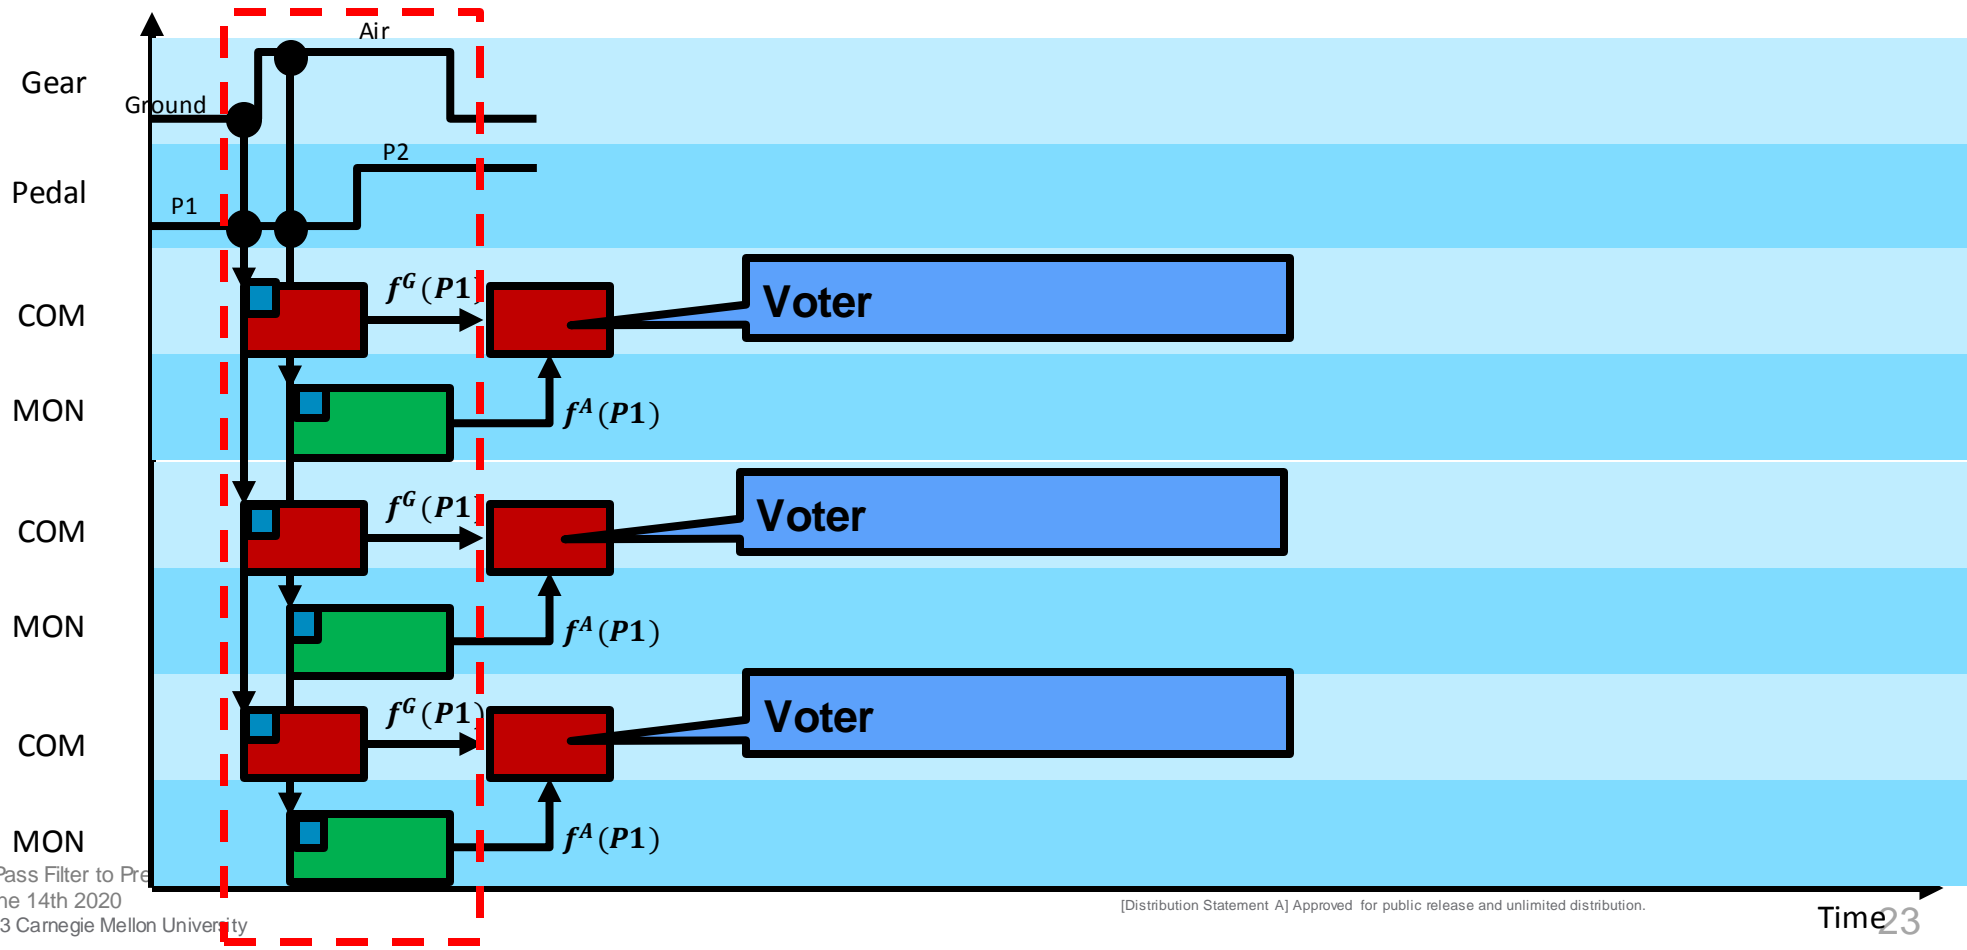 Air
Gear
Ground
P2
Pedal
P1
f^G(P1)
Voter
COM
MON
f^A(P1)
f^G(P1)
Voter
COM
MON
f^A(P1)
f^G(P1)
Voter
COM
MON
f^A(P1)
Pass Filter to Pre
ne 14th 2020
3 Carnegie Mellon University
[Distribution Statement A] Approved for public release and unlimited distribution.
Time
23